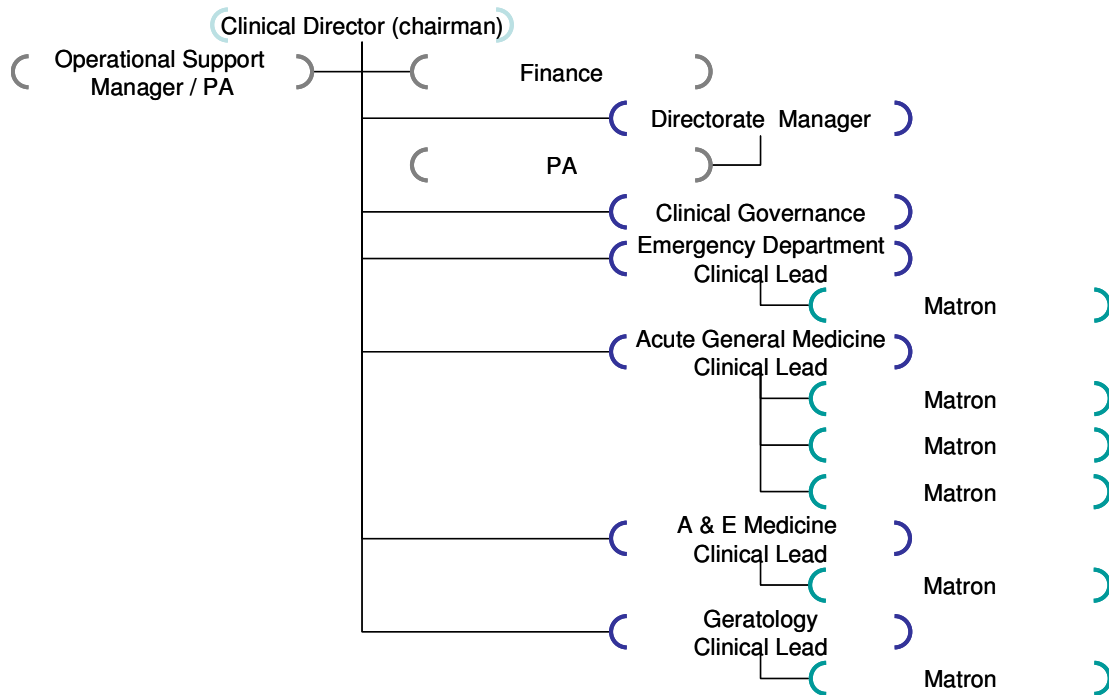 Clinical Director (chairman)
Operational Support
Manager / PA
Finance
Directorate Manager
PA
Clinical Governance
Emergency Department
Clinical Lead
Matron
Acute General Medicine
Clinical Lead
Matron
Matron
Matron
A & E Medicine
Clinical Lead
Matron
Geratology
Clinical Lead
Matron